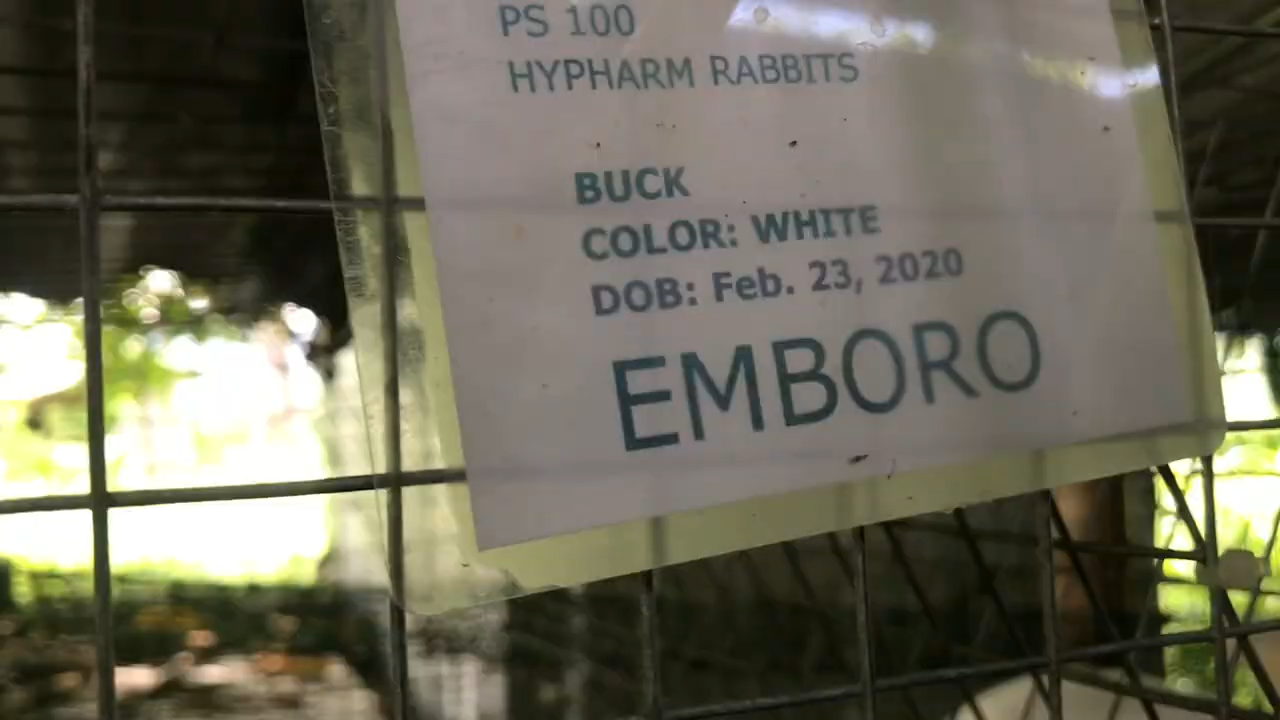 PS 100
HYPHARM RABBITS
BUCK
COLOR: WHITE
DOB: Feb. 23, 2020
EMBORO